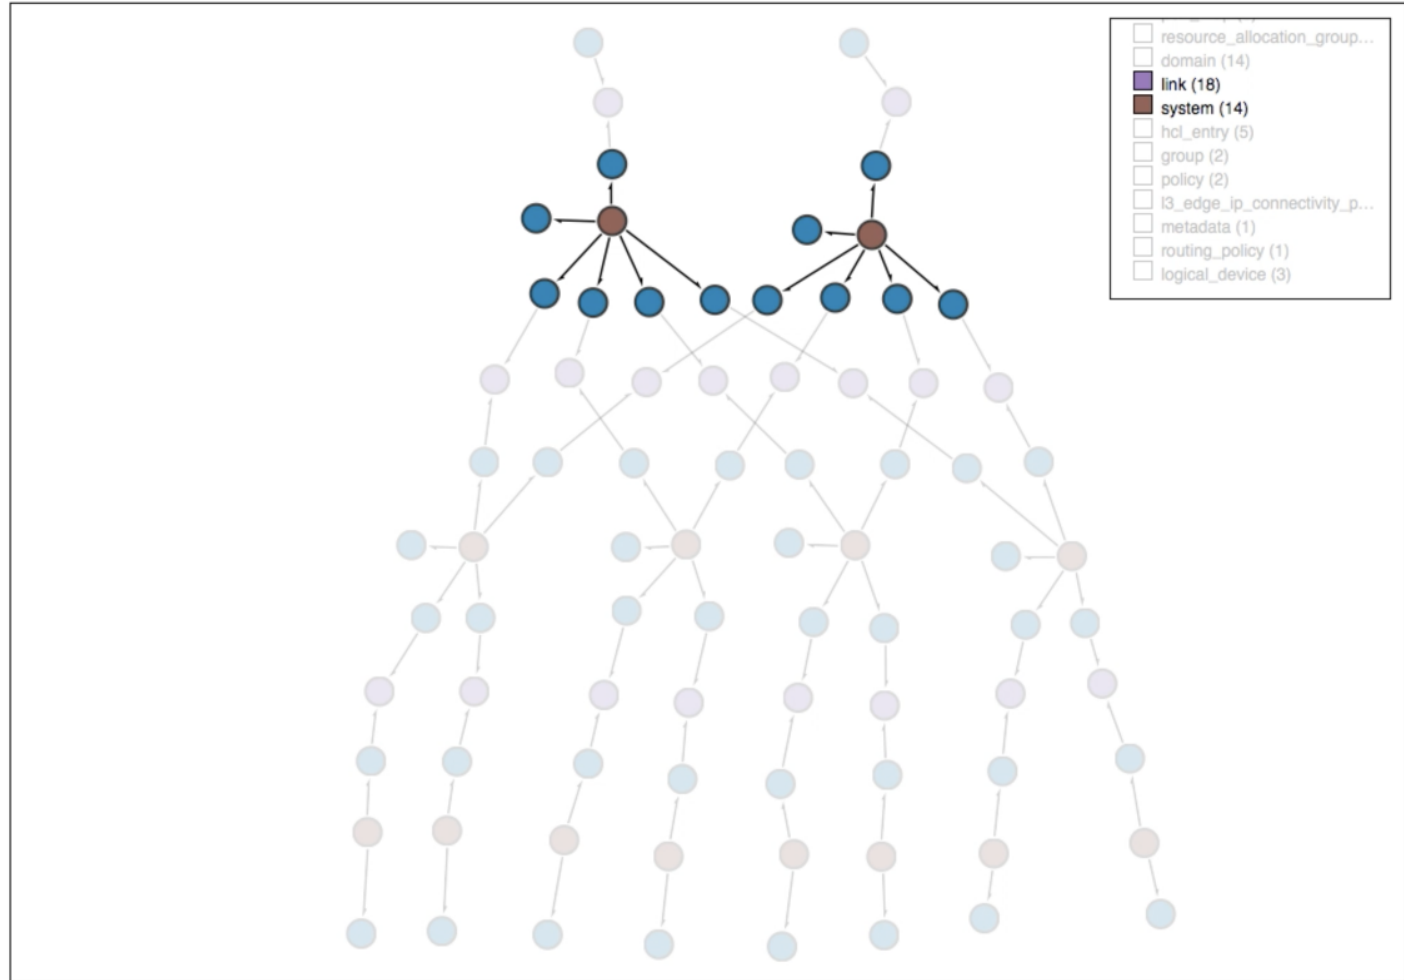 resource_allocation_group...
domain (14)
link (18)
system (14)
hcl_entry (5)
group (2)
policy (2)
l3_edge_ip_connectivity_p...
metadata (1)
routing_policy (1)
logical_device (3)